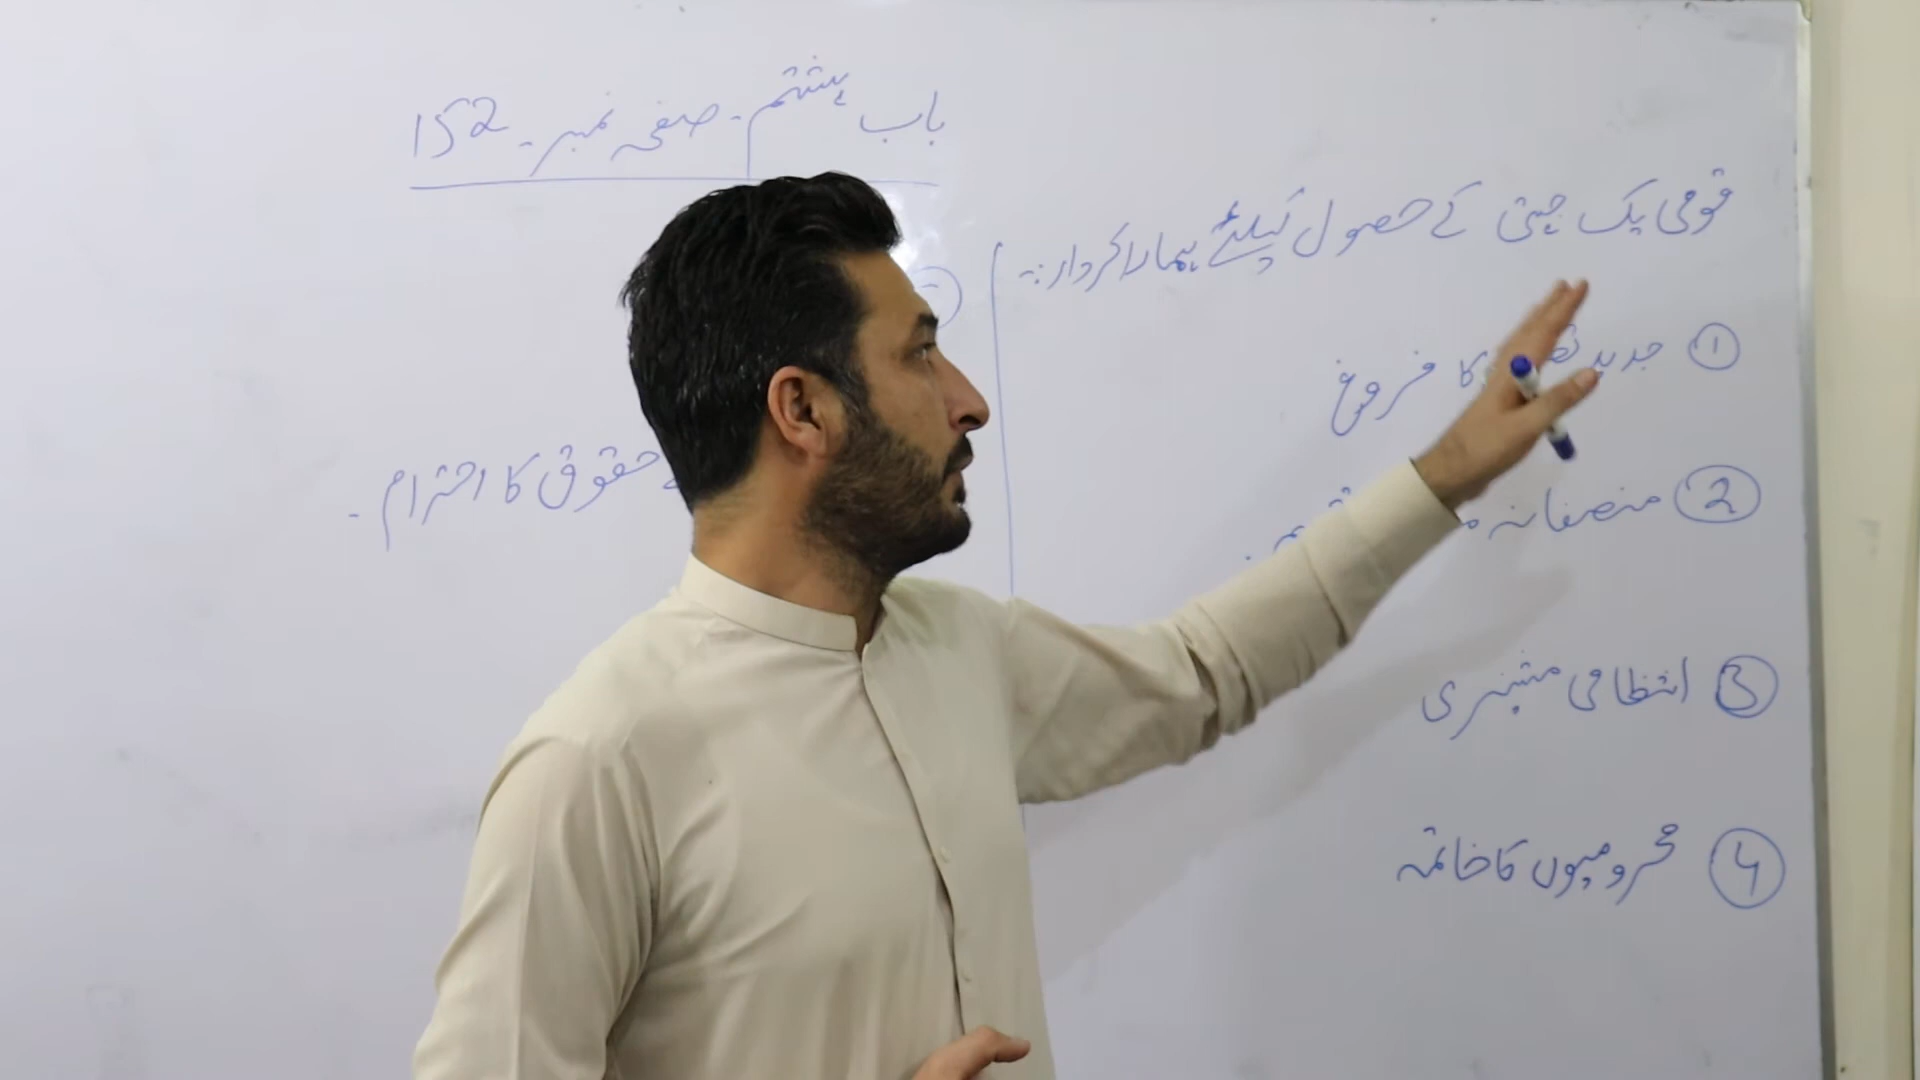 باب ہشتم - صفحہ نمبر - 152
قومی یک جہتی کے حصول کیلئے ہمارا کردار :-
① جدید کا فروغ
② منصفانہ
③ انتظامی مشینری
④ محرومیوں کا خاتمہ
حقوق کا احترام -